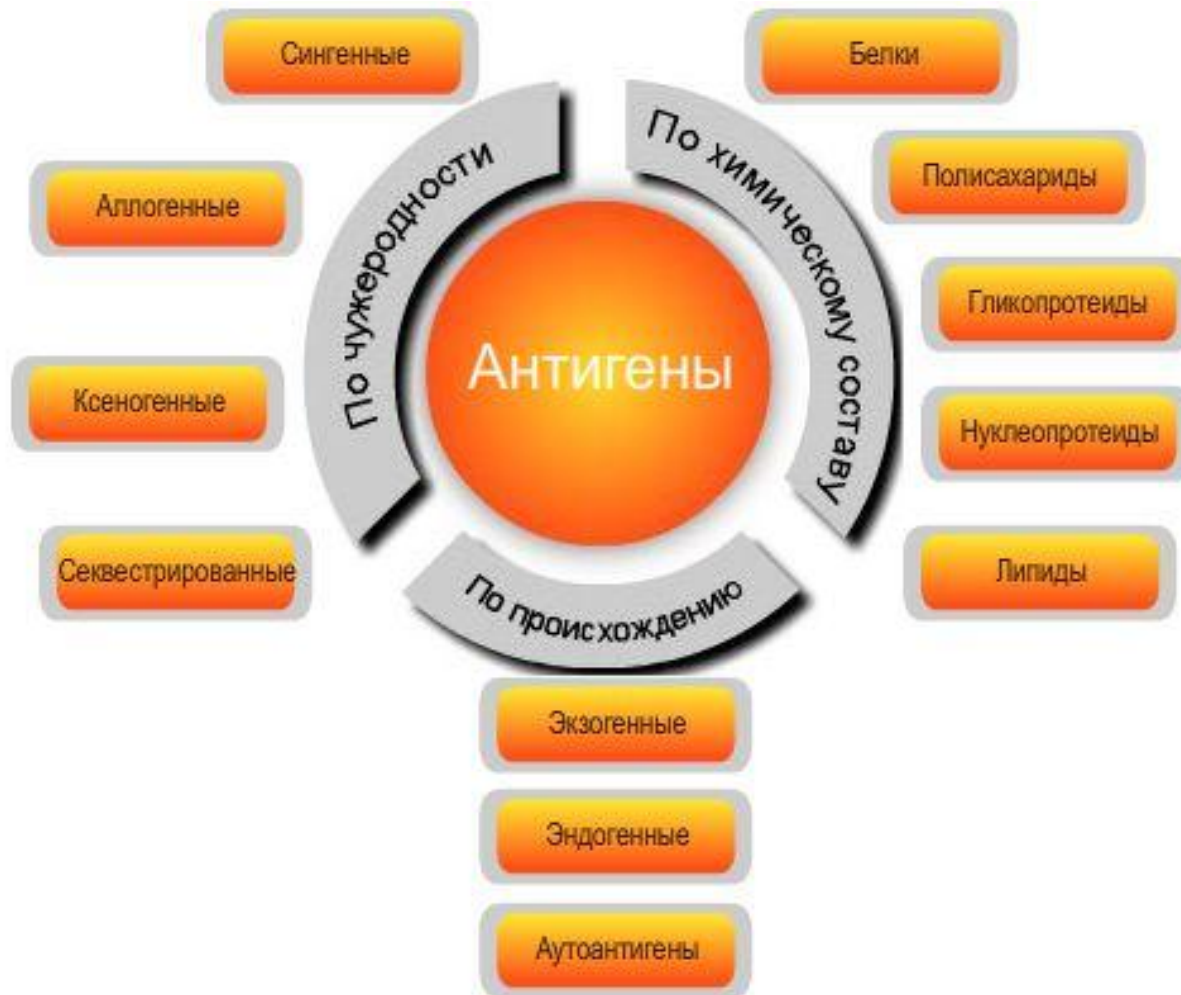 Антигены
По чужеродности
Сингенные
Аллогенные
Ксеногенные
Секвестрированные
По химическому составу
Белки
Полисахариды
Гликопротеиды
Нуклеопротеиды
Липиды
По происхождению
Экзогенные
Эндогенные
Аутоантигены